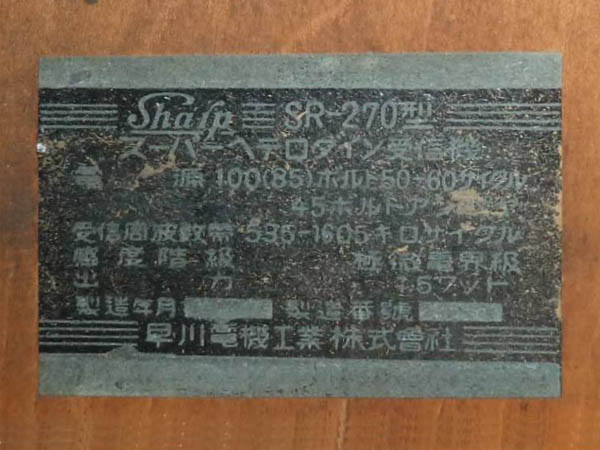 Sharp SR-270型
スーパーヘテロダイン受信機
電源 100(85)ボルト50-60サイクル
45ボルトアンペア
受信周波數帶 535-1605キロサイクル
感度階級 極微電界級
出力 1.5ワット
製造年月 製造番號
早川電機工業株式會社